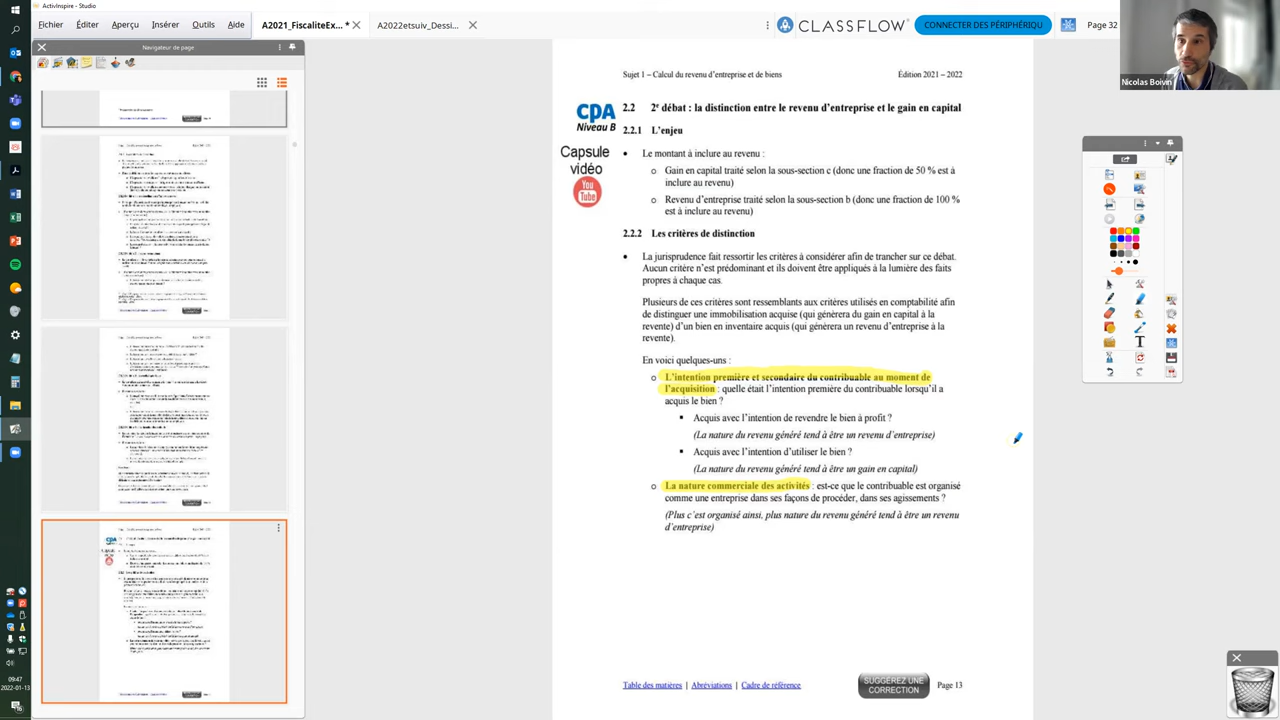 ActivInspire - Studio
Fichier Éditer Aperçu Insérer Outils Aide
A2021_FiscaliteEx... *
A2022etsuiv_Dessi...
CLASSFLOW
CONNECTER DES PÉRIPHÉRIQU
Page 32
Nicolas Boivin
Navigateur de page
Sujet 1 – Calcul du revenu d'entreprise et de biens
Édition 2021 – 2022
CPA
Niveau B
Capsule
vidéo
You
Tube
2.2 2e débat : la distinction entre le revenu d'entreprise et le gain en capital
2.2.1 L'enjeu
• Le montant à inclure au revenu :
o Gain en capital traité selon la sous-section c (donc une fraction de 50 % est à
inclure au revenu)
o Revenu d'entreprise traité selon la sous-section b (donc une fraction de 100 %
est à inclure au revenu)
2.2.2 Les critères de distinction
• La jurisprudence fait ressortir les critères à considérer afin de trancher sur ce débat.
Aucun critère n'est prédominant et ils doivent être appliqués à la lumière des faits
propres à chaque cas.
Plusieurs de ces critères sont ressemblants aux critères utilisés en comptabilité afin
de distinguer une immobilisation acquise (qui génèrera du gain en capital à la
revente) d'un bien en inventaire acquis (qui générera un revenu d'entreprise à la
revente).
En voici quelques-uns :
o L'intention première et secondaire du contribuable au moment de
l'acquisition : quelle était l'intention première du contribuable lorsqu'il a
acquis le bien ?
▪ Acquis avec l'intention de revendre le bien à profit ?
(La nature du revenu généré tend à être un revenu d'entreprise)
▪ Acquis avec l'intention d'utiliser le bien ?
(La nature du revenu généré tend à être un gain en capital)
o La nature commerciale des activités : est-ce que le contribuable est organisé
comme une entreprise dans ses façons de procéder, dans ses agissements ?
(Plus c'est organisé ainsi, plus nature du revenu généré tend à être un revenu
d'entreprise)
Table des matières | Abréviations | Cadre de référence
SUGGÉREZ UNE
CORRECTION
Page 13
2022-01-13